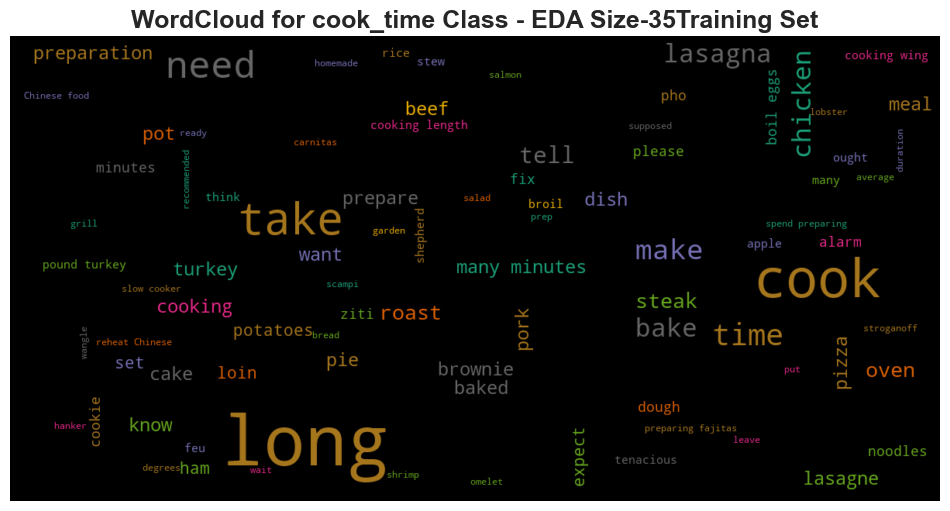 WordCloud for cook_time Class - EDA Size-35Training Set
preparation
need
homemade
rice
stew
salmon
lasagna
cooking wing
Chinese food
beef
cooking length
pho
boil eggs
chicken
lobster
meal
pot
ready
carnitas
supposed
minutes
recommended
think
prepare
tell
fix
please
ought
duration
many
average
grill
take
want
garden
shepherd
salad
broil
prep
dish
spend preparing
apple
alarm
make
pound turkey
turkey
slow cooker
scampi
many minutes
cook
cooking
ziti
roast
steak
bake
time
stroganoff
wangle
reheat Chinese
potatoes
bread
pork
pizza
set
cake
loin
pie
brownie
baked
put
oven
cookie
hanker
know
long
dough
preparing fajitas
leave
feu
degrees
ham
wait
shrimp
omelet
expect
tenacious
noodles
lasagne